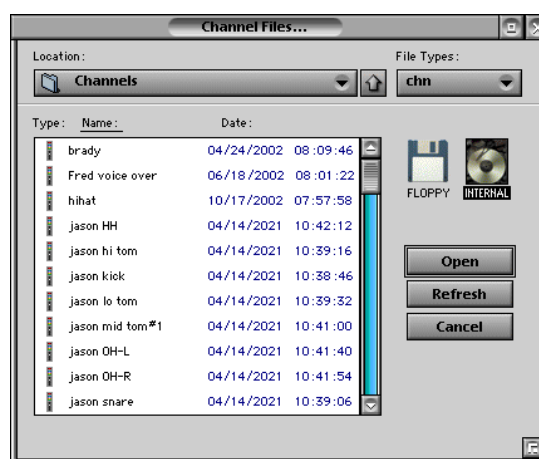 Channel Files...
Location:
File Types:
Channels
chn
Type: Name: Date:
brady 04/24/2002 08:09:46
Fred voice over 06/18/2002 08:01:22
hihat 10/17/2002 07:57:58
jason HH 04/14/2021 10:42:12
jason hi tom 04/14/2021 10:39:16
jason kick 04/14/2021 10:38:46
jason lo tom 04/14/2021 10:39:32
jason mid tom#1 04/14/2021 10:41:00
jason OH-L 04/14/2021 10:41:40
jason OH-R 04/14/2021 10:41:54
jason snare 04/14/2021 10:39:06
FLOPPY INTERNAL
Open
Refresh
Cancel